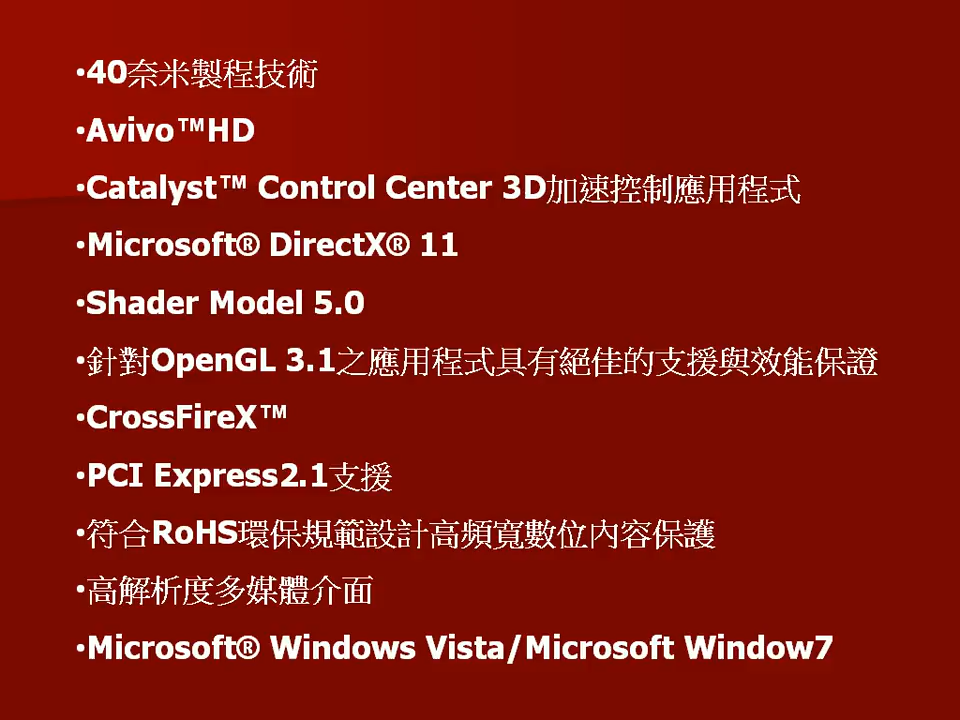 •40奈米製程技術
•Avivo™HD
•Catalyst™ Control Center 3D加速控制應用程式
•Microsoft® DirectX® 11
•Shader Model 5.0
•針對OpenGL 3.1之應用程式具有絕佳的支援與效能保證
•CrossFireX™
•PCI Express2.1支援
•符合RoHS環保規範設計高頻寬數位內容保護
•高解析度多媒體介面
•Microsoft® Windows Vista/Microsoft Window7